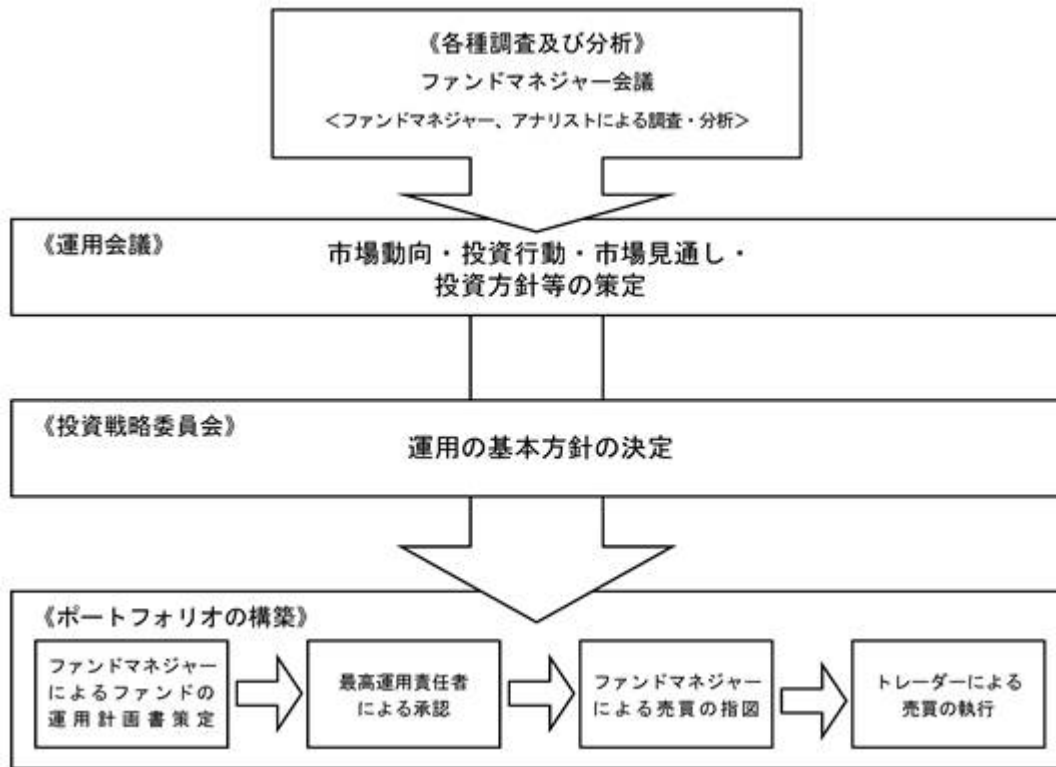 《各種調査及び分析》
ファンドマネジャー会議
＜ファンドマネジャー、アナリストによる調査・分析＞
《運用会議》
市場動向・投資行動・市場見通し・
投資方針等の策定
《投資戦略委員会》
運用の基本方針の決定
《ポートフォリオの構築》
ファンドマネジャー
によるファンドの
運用計画書策定
最高運用責任者
による承認
ファンドマネジャー
による売買の指図
トレーダーによる
売買の執行